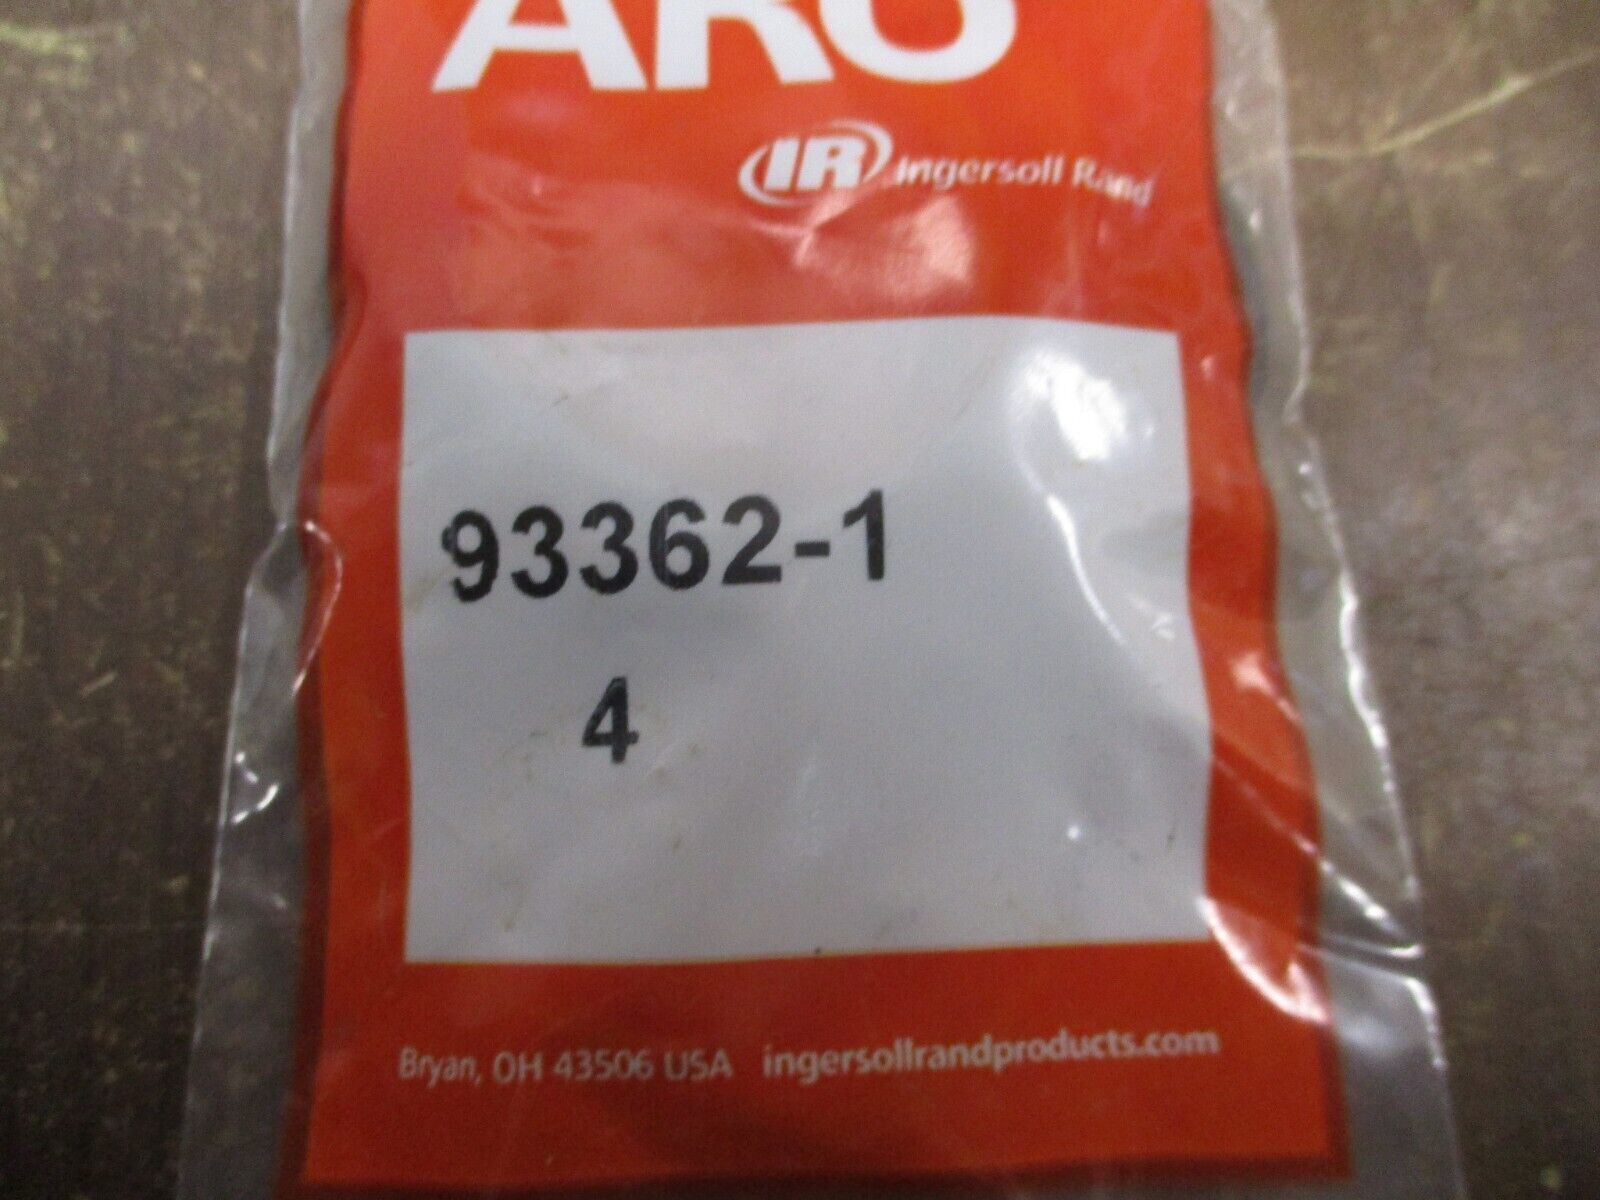 ARO
IR Ingersoll Rand
93362-1
4
Bryan, OH 43506 USA ingersollrandproducts.com